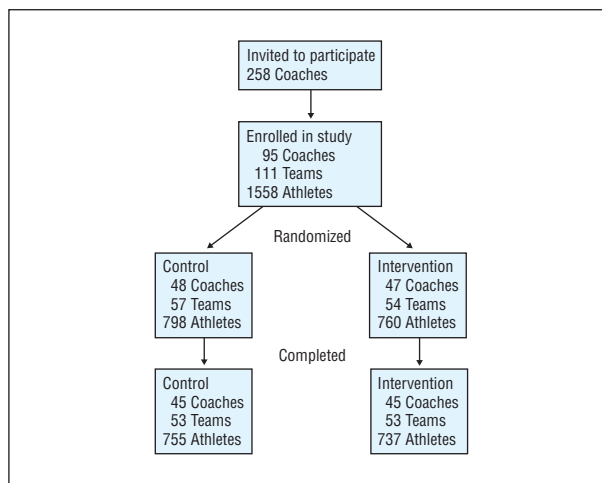 Invited to participate
258 Coaches
Enrolled in study
95 Coaches
111 Teams
1558 Athletes
Randomized
Control
48 Coaches
57 Teams
798 Athletes
Intervention
47 Coaches
54 Teams
760 Athletes
Completed
Control
45 Coaches
53 Teams
755 Athletes
Intervention
45 Coaches
53 Teams
737 Athletes